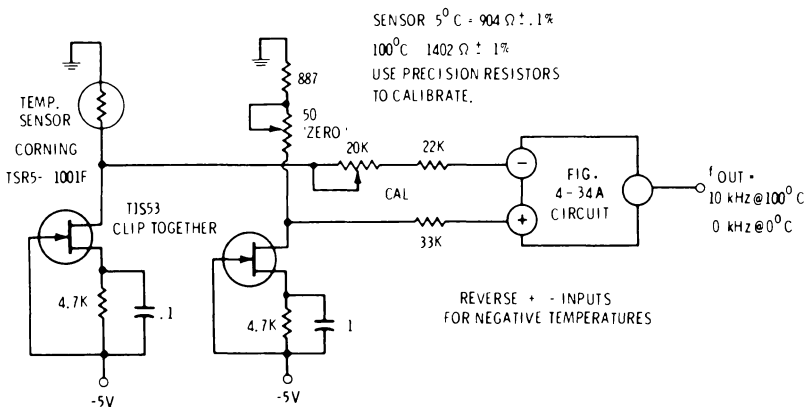 SENSOR 5°C = 904 Ω ± .1%
100°C 1402 Ω ± 1%
USE PRECISION RESISTORS
TO CALIBRATE.
887
50
'ZERO'
TEMP.
SENSOR
CORNING
TSR5- 1001F
20K
22K
CAL
33K
-
+
FIG.
4-34A
CIRCUIT
f OUT =
10 kHz@100°C
0 kHz@0°C
TIS53
CLIP TOGETHER
4.7K
.1
-5V
4.7K
1
-5V
REVERSE + - INPUTS
FOR NEGATIVE TEMPERATURES